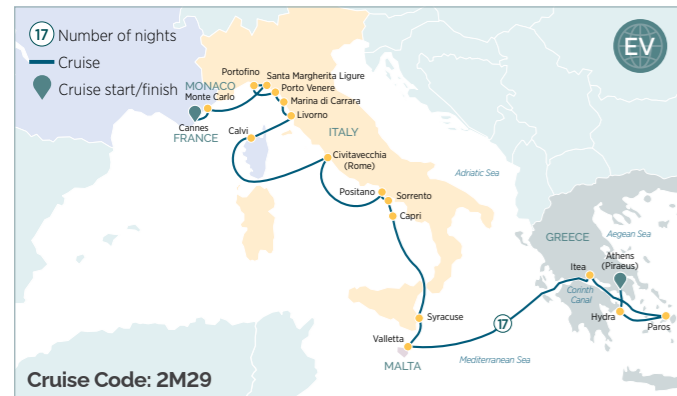 17 Number of nights
Cruise
Cruise start/finish
EV
Portofino
Santa Margherita Ligure
MONACO
Porto Venere
Monte Carlo
Marina di Carrara
Livorno
Cannes
FRANCE
Calvi
ITALY
Civitavecchia
(Rome)
Adriatic Sea
Positano
Sorrento
Capri
GREECE
Aegean Sea
Athens
(Piraeus)
Itea
Corinth
Canal
Syracuse
17
Hydra
Paros
Valletta
MALTA
Mediterranean Sea
Cruise Code: 2M29